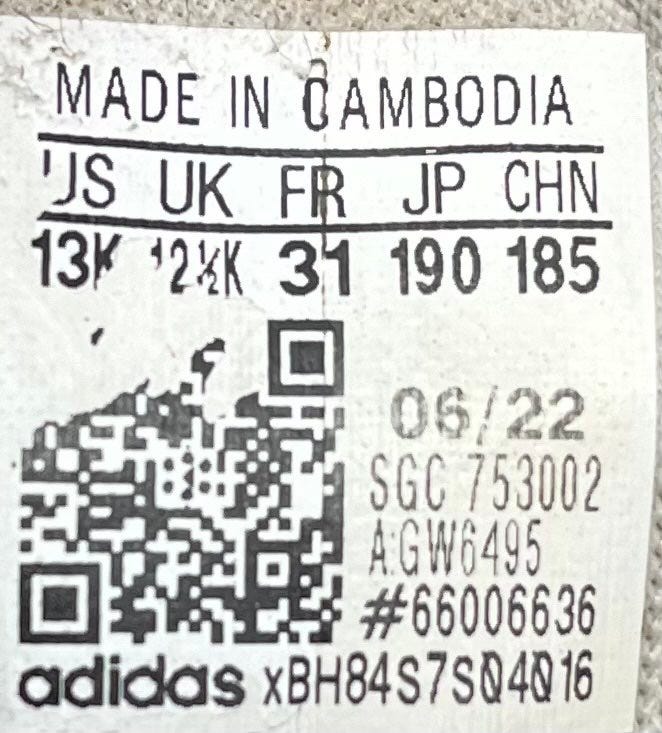 MADE IN CAMBODIA
US UK FR JP CHN
13K 12½K 31 190 185
06/22
SGC 753002
A:GW6495
#66006636
adidas xBH84S7S04016